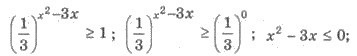 (1/3)^{x^2-3x} ≥ 1; (1/3)^{x^2-3x} ≥ (1/3)^0; x^2 - 3x ≤ 0;